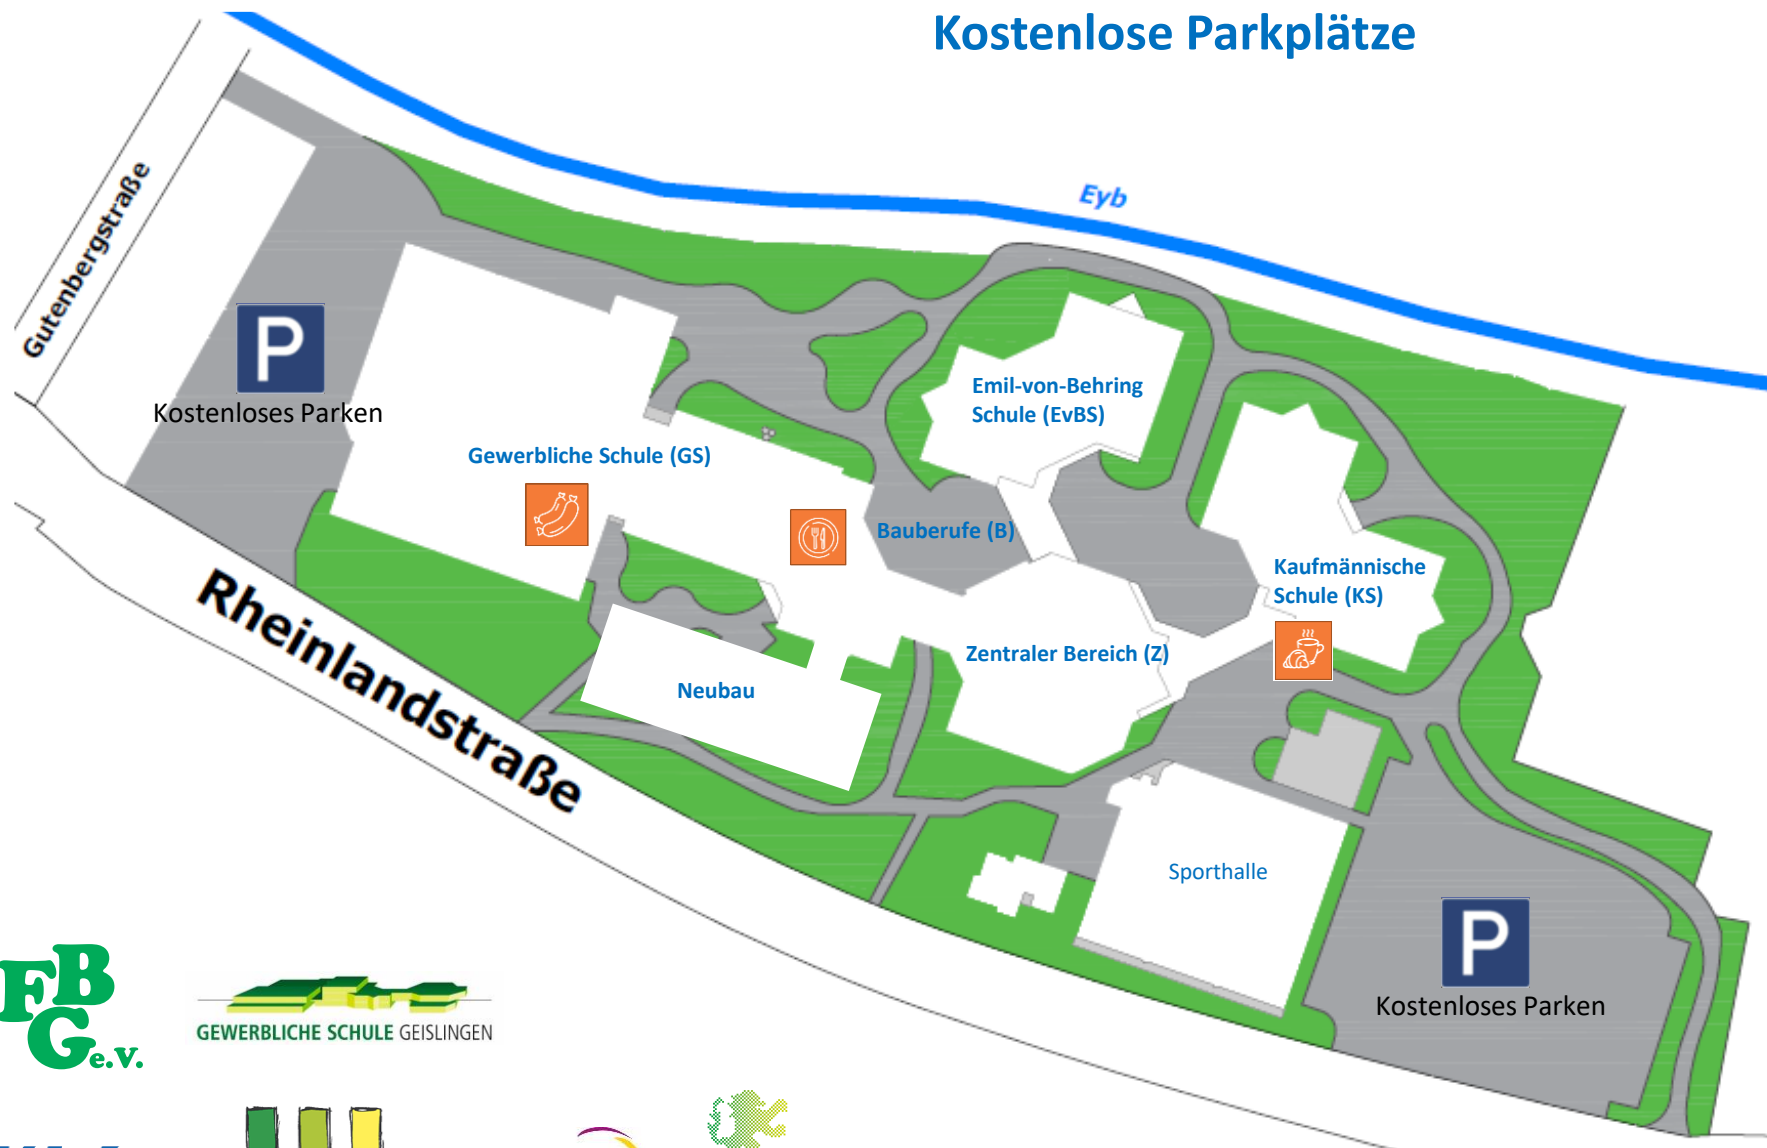 Kostenlose Parkplätze
Eyb
Gutenbergstraße
P
Kostenloses Parken
Emil-von-Behring
Schule (EvBS)
Gewerbliche Schule (GS)
Bauberufe (B)
Kaufmännische
Schule (KS)
Zentraler Bereich (Z)
Neubau
Rheinlandstraße
Sporthalle
P
Kostenloses Parken
FBG e.V.
GEWERBLICHE SCHULE GEISLINGEN